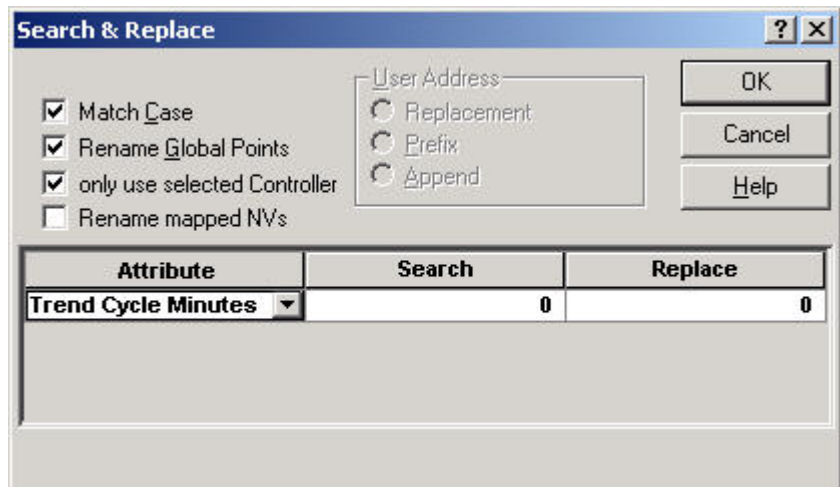 Search & Replace
Match Case
Rename Global Points
only use selected Controller
Rename mapped NVs
User Address
Replacement
Prefix
Append
OK
Cancel
Help
Attribute Search Replace
Trend Cycle Minutes 0 0